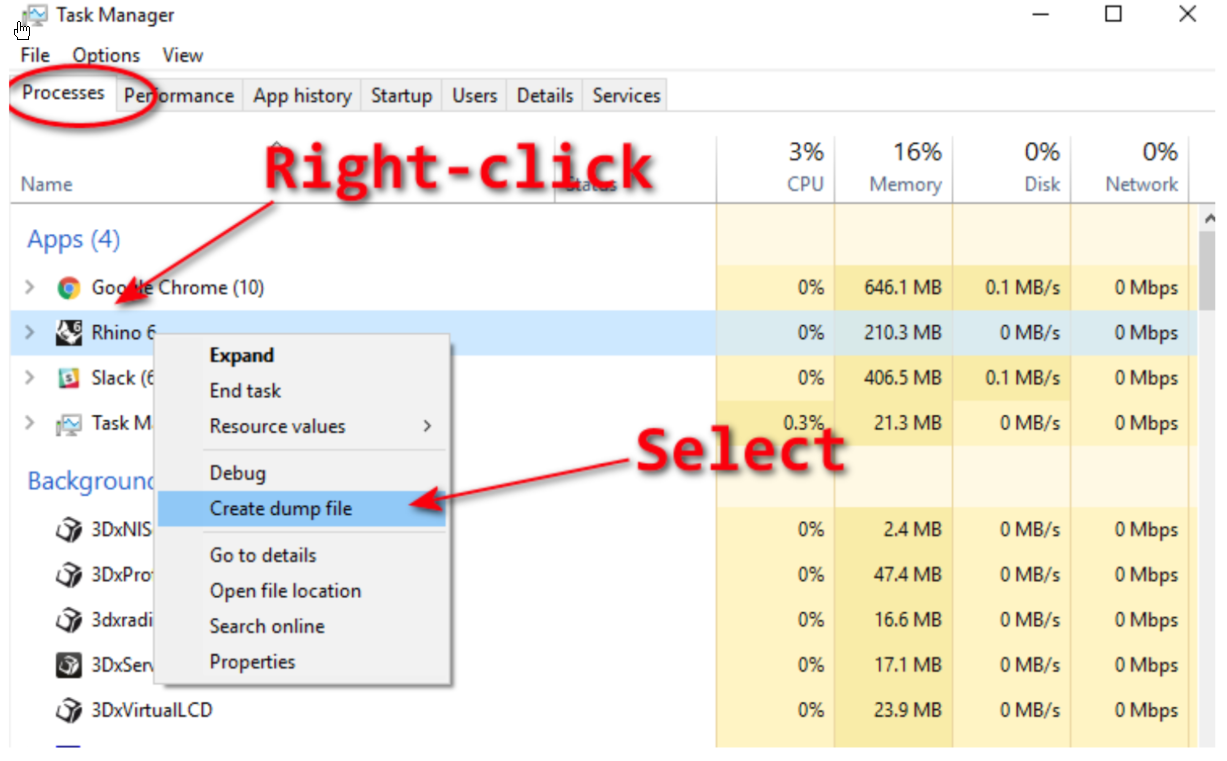 Task Manager
File Options View
Processes Performance App history Startup Users Details Services
Right-click
3% 16% 0% 0%
Name Status CPU Memory Disk Network
Apps (4)
Google Chrome (10) 0% 646.1 MB 0.1 MB/s 0 Mbps
Rhino 6 0% 210.3 MB 0 MB/s 0 Mbps
Expand
Slack (6 0% 406.5 MB 0.1 MB/s 0 Mbps
End task
Task M 0.3% 21.3 MB 0 MB/s 0 Mbps
Resource values
Select
Background
Debug
Create dump file
3DxNIS 0% 2.4 MB 0 MB/s 0 Mbps
Go to details
3DxPro 0% 47.4 MB 0 MB/s 0 Mbps
Open file location
3dxradi 0% 16.6 MB 0 MB/s 0 Mbps
Search online
3DxServ 0% 17.1 MB 0 MB/s 0 Mbps
Properties
3DxVirtualLCD 0% 23.9 MB 0 MB/s 0 Mbps